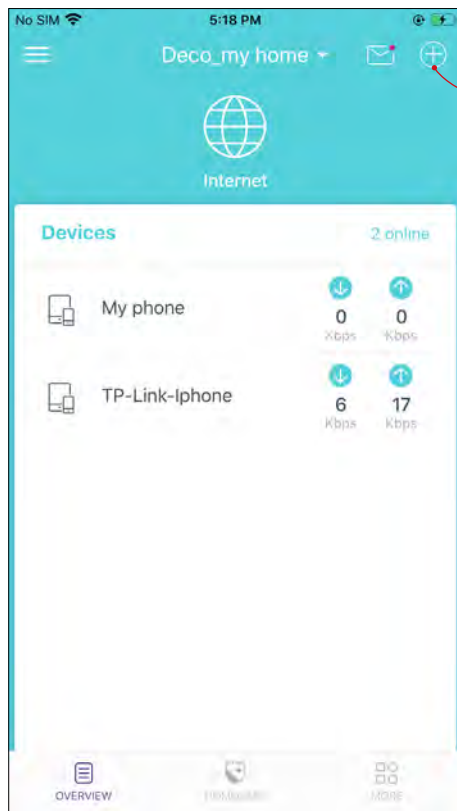 No SIM 5:18 PM
Deco_my home
Internet
Devices 2 online
My phone 0 Kbps 0 Kbps
TP-Link-Iphone 6 Kbps 17 Kbps
OVERVIEW MORE